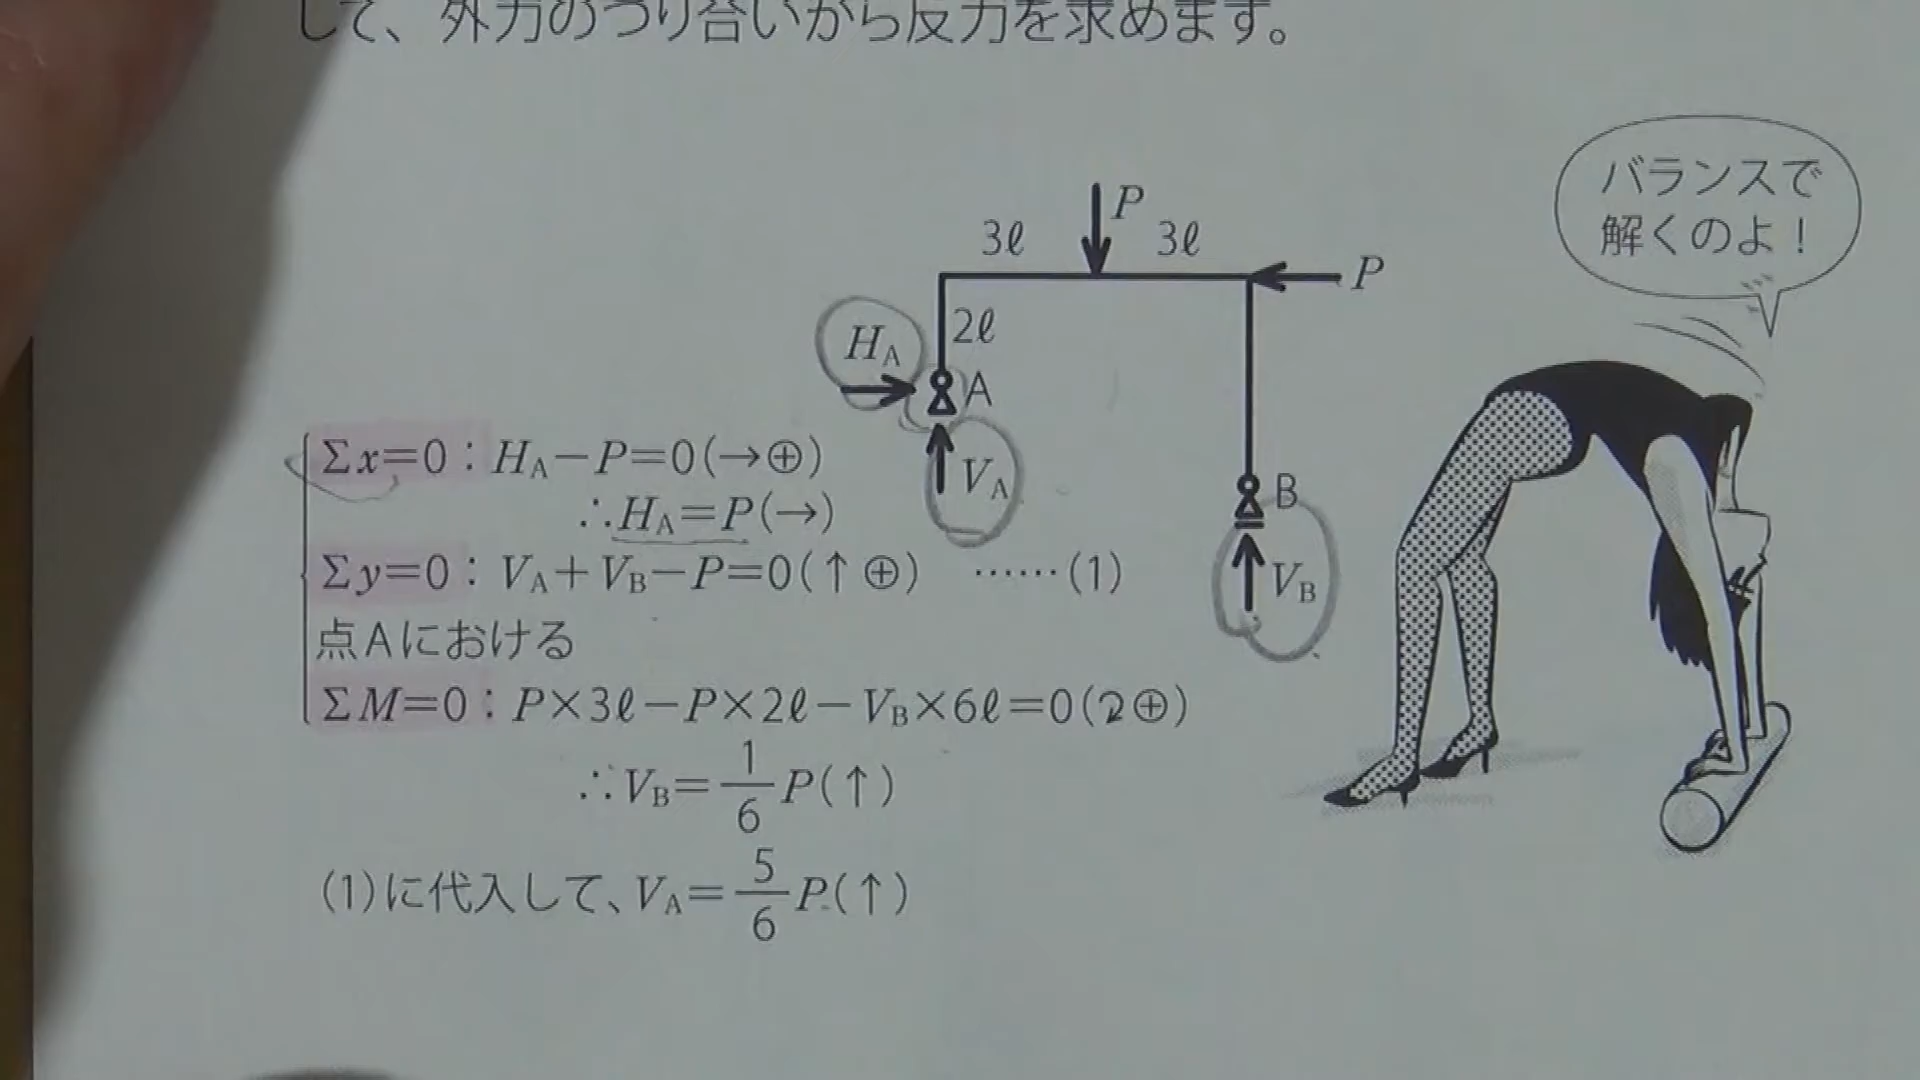 して、外力のつり合いから反力を求めます。
バランスで
解くのよ！
P
3ℓ 3ℓ
P
2ℓ
HA
A
VA
B
VB
Σx=0：HA−P=0(→⊕)
∴HA=P(→)
Σy=0：VA+VB−P=0(↑⊕) ……(1)
点Aにおける
ΣM=0：P×3ℓ−P×2ℓ−VB×6ℓ=0(↷⊕)
∴VB=1/6 P(↑)
(1)に代入して、VA=5/6 P(↑)